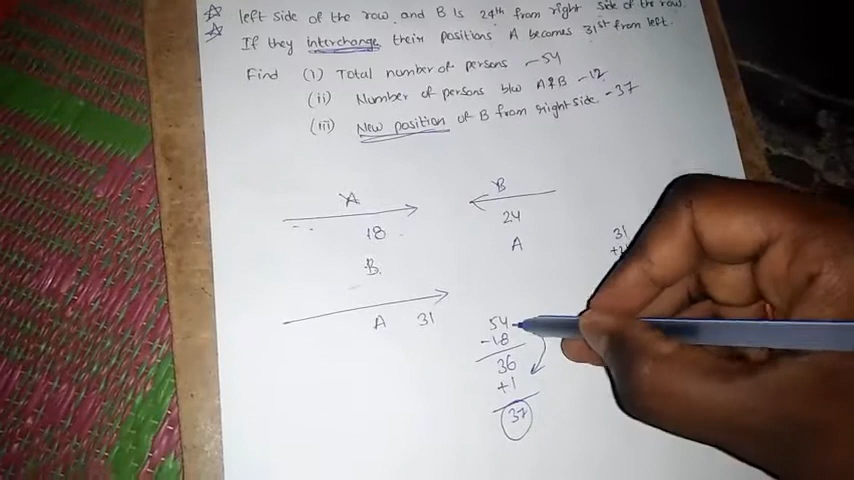 left side of the row. and B is 24th from right side of the row.
If they interchange their positions A becomes 31st from left.
Find (1) Total number of persons - 54
(ii) Number of persons b/w A & B - 12
(iii) New position of B from right side. - 37
A B
18 24
B A
31
A 31
54
-18
36
+1
37